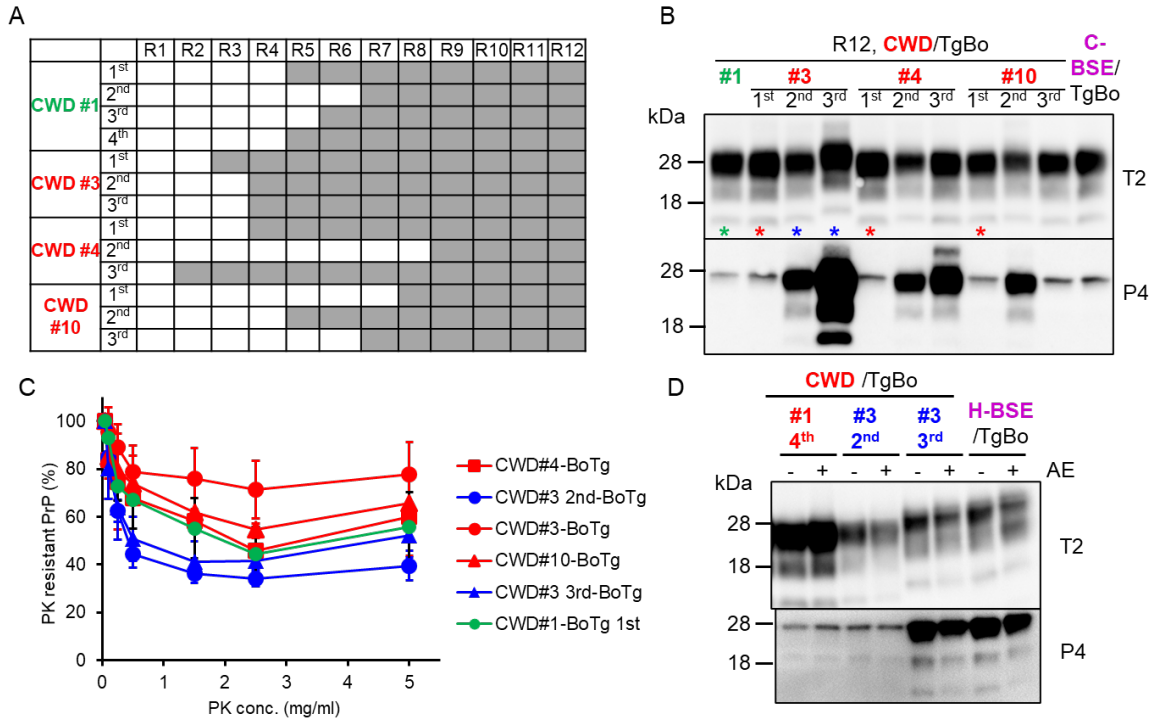 A
R1 R2 R3 R4 R5 R6 R7 R8 R9 R10 R11 R12
CWD #1
1st
2nd
3rd
4th
CWD #3
1st
2nd
3rd
CWD #4
1st
2nd
3rd
CWD
#10
1st
2nd
3rd
B
R12, CWD/TgBo
C-
BSE/
TgBo
#1 #3 #4 #10
1st 2nd 3rd 1st 2nd 3rd 1st 2nd 3rd
kDa
28
18
T2
* * * * * *
28
18
P4
C
PK resistant PrP (%)
100
80
60
40
20
0
0 1 2 3 4 5
PK conc. (mg/ml)
CWD#4-BoTg
CWD#3 2nd-BoTg
CWD#3-BoTg
CWD#10-BoTg
CWD#3 3rd-BoTg
CWD#1-BoTg 1st
D
CWD /TgBo
#1 #3 #3 H-BSE
4th 2nd 3rd /TgBo
- + - + - + - + AE
kDa
28
18
T2
28
18
P4